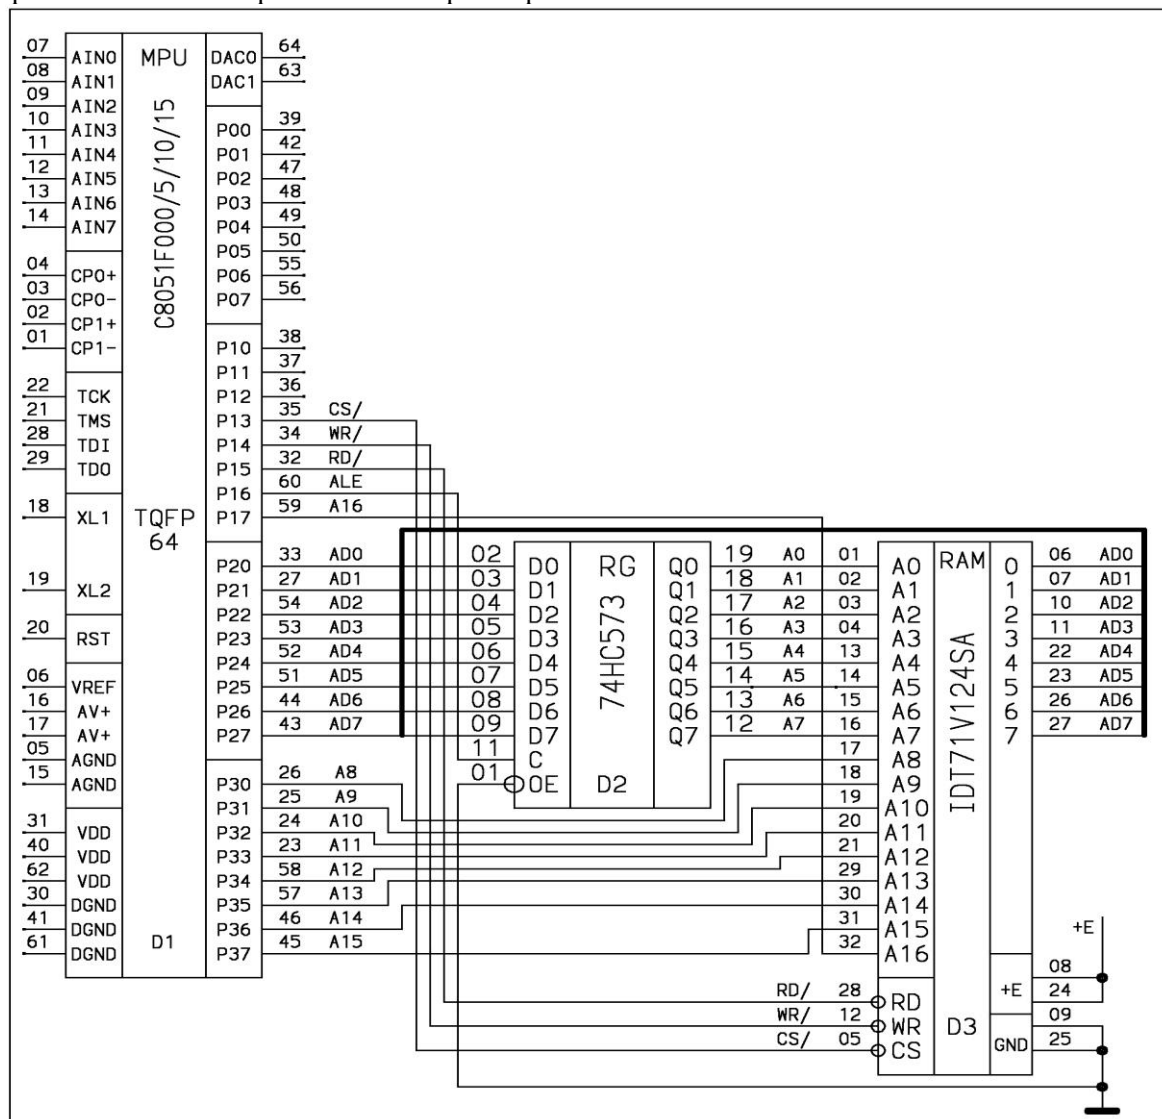 MPU
C8051F000/5/10/15
TQFP
64
D1
07 AIN0
08 AIN1
09 AIN2
10 AIN3
11 AIN4
12 AIN5
13 AIN6
14 AIN7
04 CP0+
03 CP0-
02 CP1+
01 CP1-
22 TCK
21 TMS
28 TDI
29 TDO
18 XL1
19 XL2
20 RST
06 VREF
16 AV+
17 AV+
05 AGND
15 AGND
31 VDD
40 VDD
62 VDD
30 DGND
41 DGND
61 DGND
DAC0 64
DAC1 63
P00 39
P01 42
P02 47
P03 48
P04 49
P05 50
P06 55
P07 56
P10 38
P11 37
P12 36
P13 35 CS/
P14 34 WR/
P15 32 RD/
P16 60 ALE
P17 59 A16
P20 33 AD0
P21 27 AD1
P22 54 AD2
P23 53 AD3
P24 52 AD4
P25 51 AD5
P26 44 AD6
P27 43 AD7
P30 26 A8
P31 25 A9
P32 24 A10
P33 23 A11
P34 58 A12
P35 57 A13
P36 46 A14
P37 45 A15
RG
74HC573
D2
02 D0
03 D1
04 D2
05 D3
06 D4
07 D5
08 D6
09 D7
11 C
01 OE
Q0 19 A0
Q1 18 A1
Q2 17 A2
Q3 16 A3
Q4 15 A4
Q5 14 A5
Q6 13 A6
Q7 12 A7
RAM
IDT71V124SA
D3
01 A0
02 A1
03 A2
04 A3
13 A4
14 A5
15 A6
16 A7
17 A8
18 A9
19 A10
20 A11
21 A12
29 A13
30 A14
31 A15
32 A16
RD/ 28 RD
WR/ 12 WR
CS/ 05 CS
0 06 AD0
1 07 AD1
2 10 AD2
3 11 AD3
4 22 AD4
5 23 AD5
6 26 AD6
7 27 AD7
+E
+E 08
24
GND 09
25